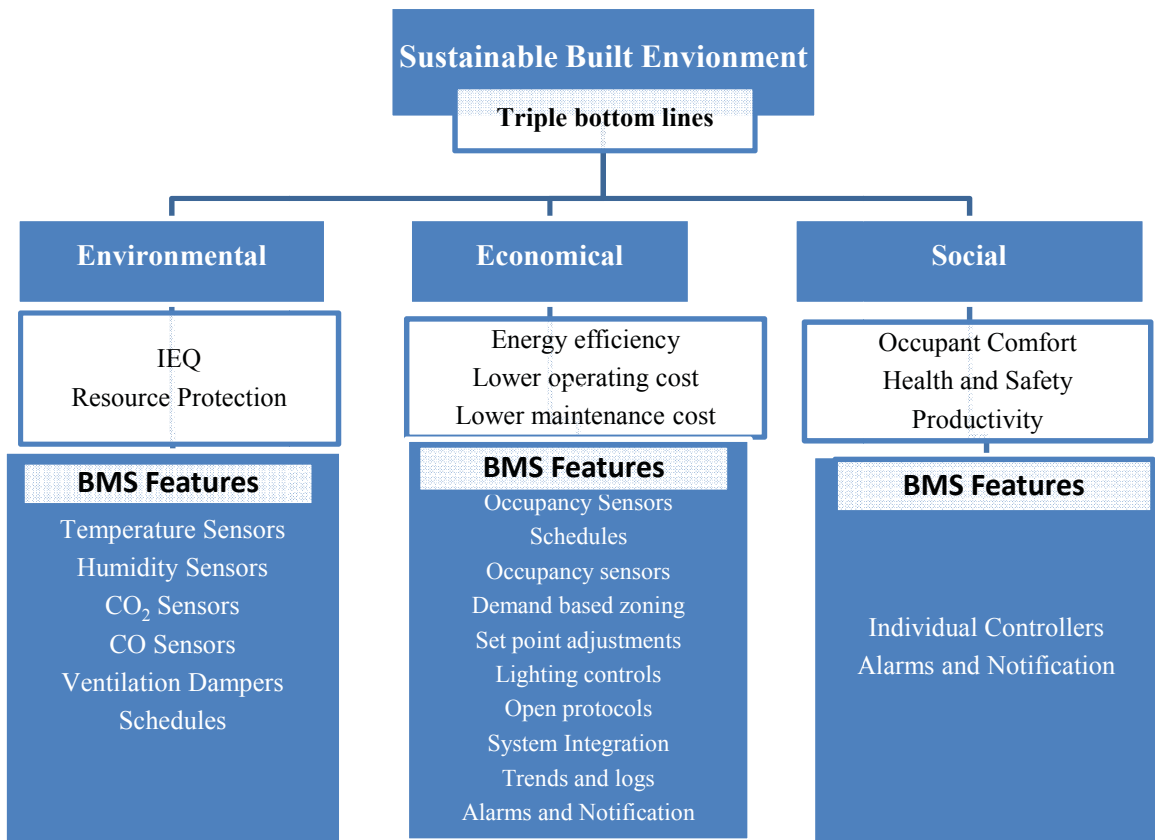 Sustainable Built Envionment
Triple bottom lines
Environmental
IEQ
Resource Protection
BMS Features
Temperature Sensors
Humidity Sensors
CO₂ Sensors
CO Sensors
Ventilation Dampers
Schedules
Economical
Energy efficiency
Lower operating cost
Lower maintenance cost
BMS Features
Occupancy Sensors
Schedules
Occupancy sensors
Demand based zoning
Set point adjustments
Lighting controls
Open protocols
System Integration
Trends and logs
Alarms and Notification
Social
Occupant Comfort
Health and Safety
Productivity
BMS Features
Individual Controllers
Alarms and Notification